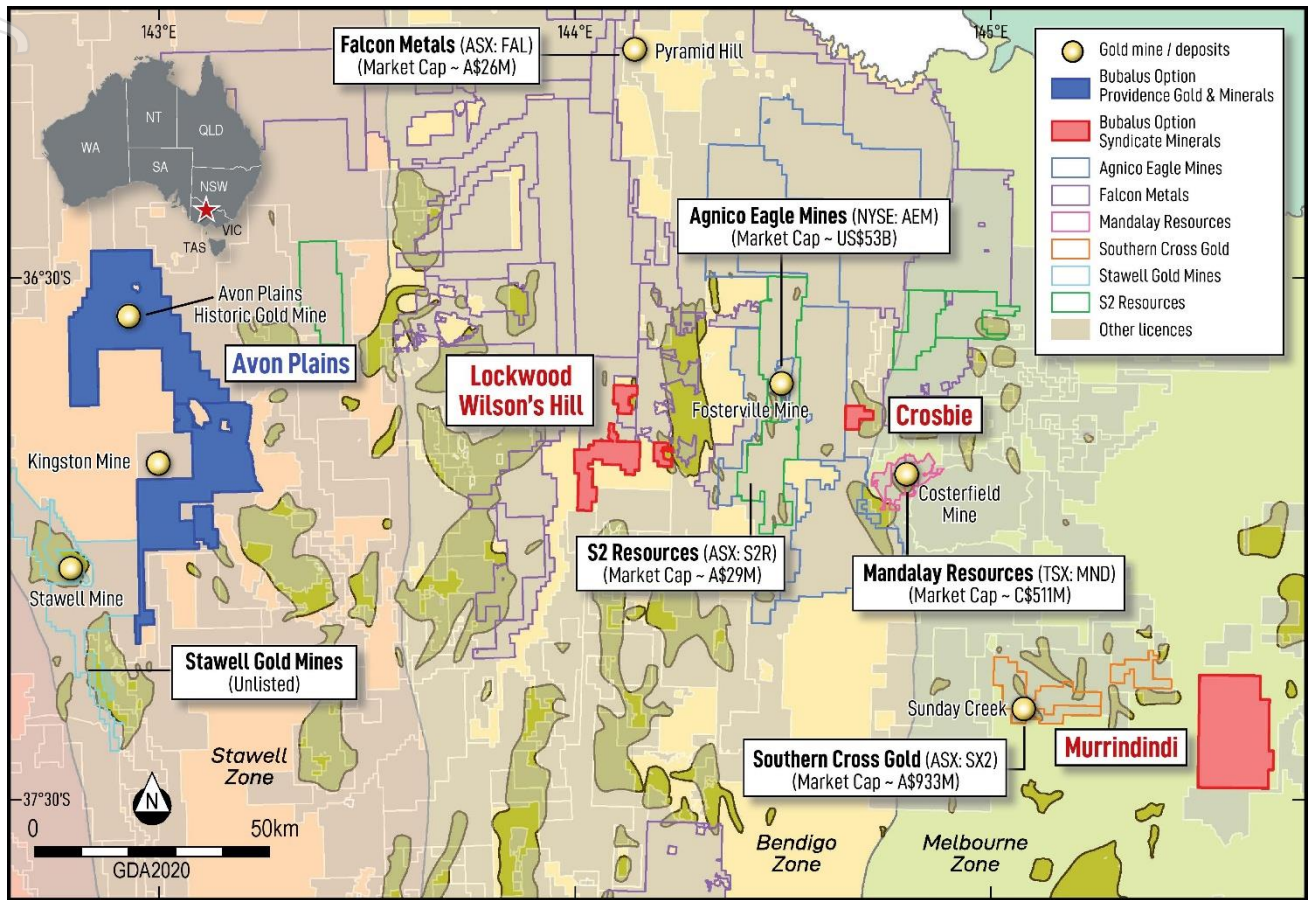 143°E
144°E
145°E
36°30'S
37°30'S
Falcon Metals (ASX: FAL)
(Market Cap ~ A$26M)
Pyramid Hill
Gold mine / deposits
Bubalus Option
Providence Gold & Minerals
Bubalus Option
Syndicate Minerals
Agnico Eagle Mines
Falcon Metals
Mandalay Resources
Southern Cross Gold
Stawell Gold Mines
S2 Resources
Other licences
WA
NT
QLD
SA
NSW
VIC
TAS
Agnico Eagle Mines (NYSE: AEM)
(Market Cap ~ US$53B)
Avon Plains
Historic Gold Mine
Avon Plains
Lockwood
Wilson's Hill
Fosterville Mine
Crosbie
Kingston Mine
Costerfield
Mine
S2 Resources (ASX: S2R)
(Market Cap ~ A$29M)
Mandalay Resources (TSX: MND)
(Market Cap ~ C$511M)
Stawell Mine
Stawell Gold Mines
(Unlisted)
Sunday Creek
Murrindindi
Southern Cross Gold (ASX: SX2)
(Market Cap ~ A$933M)
Stawell
Zone
Bendigo
Zone
Melbourne
Zone
N
0
50km
GDA2020